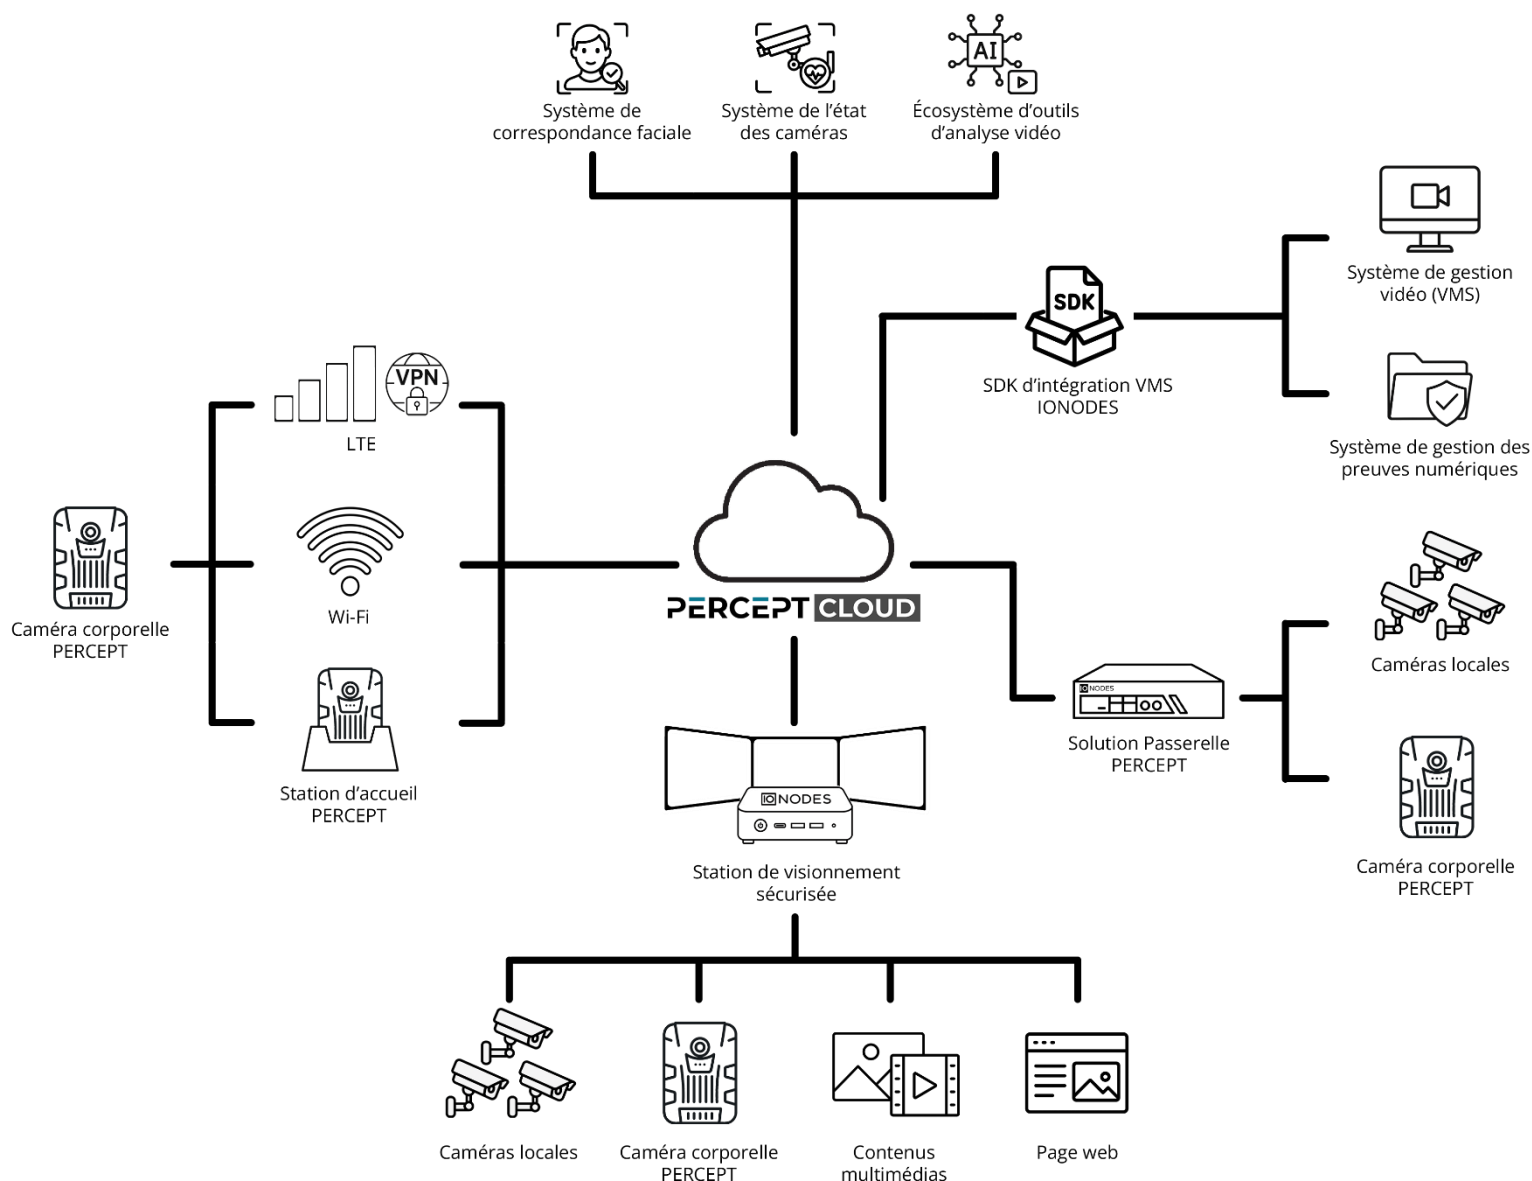 AI
Système de
correspondance faciale
Système de l'état
des caméras
Écosystème d'outils
d'analyse vidéo
SDK
SDK d'intégration VMS
IONODES
Système de gestion
vidéo (VMS)
Système de gestion des
preuves numériques
VPN
LTE
Wi-Fi
Caméra corporelle
PERCEPT
Station d'accueil
PERCEPT
PERCEPT CLOUD
IONODES
Solution Passerelle
PERCEPT
Caméras locales
Caméra corporelle
PERCEPT
IONODES
Station de visionnement
sécurisée
Caméras locales
Caméra corporelle
PERCEPT
Contenus
multimédias
Page web